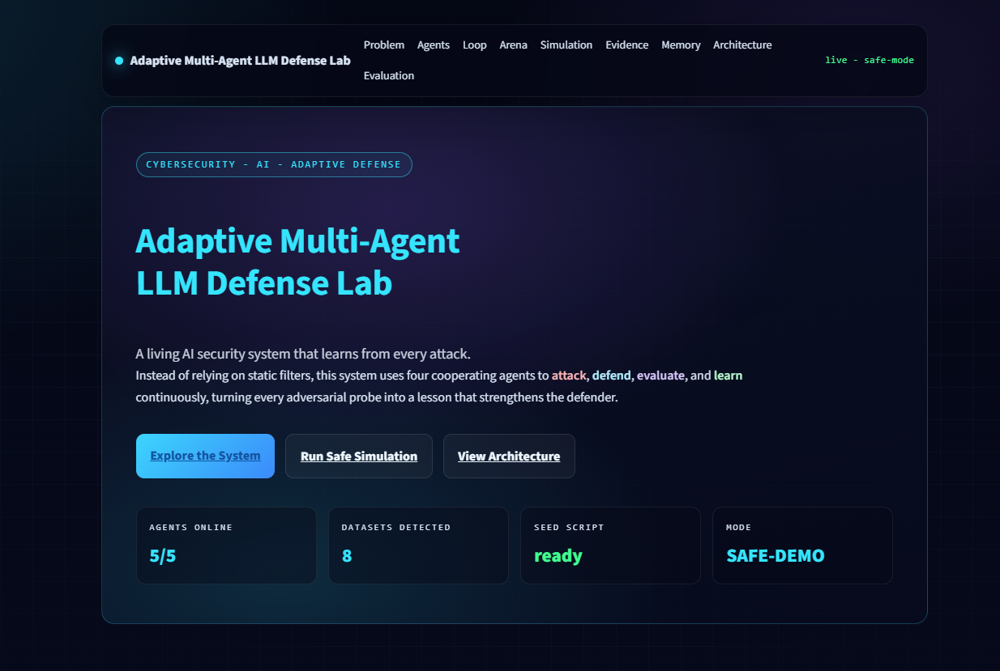 Adaptive Multi-Agent LLM Defense Lab
Problem Agents Loop Arena Simulation Evidence Memory Architecture
Evaluation
live - safe-mode
CYBERSECURITY - AI - ADAPTIVE DEFENSE
Adaptive Multi-Agent
LLM Defense Lab
A living AI security system that learns from every attack.
Instead of relying on static filters, this system uses four cooperating agents to attack, defend, evaluate, and learn
continuously, turning every adversarial probe into a lesson that strengthens the defender.
Explore the System
Run Safe Simulation
View Architecture
AGENTS ONLINE
5/5
DATASETS DETECTED
8
SEED SCRIPT
ready
MODE
SAFE-DEMO